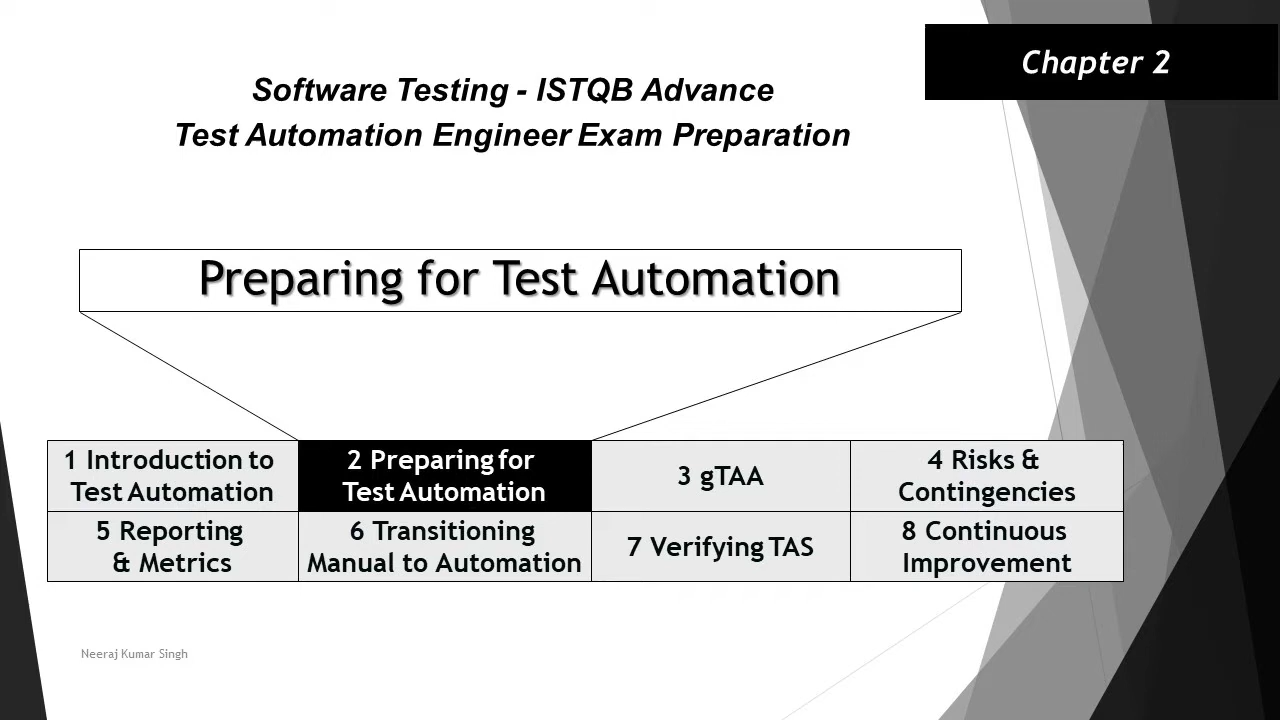 Chapter 2
Software Testing - ISTQB Advance
Test Automation Engineer Exam Preparation
Preparing for Test Automation
1 Introduction to
Test Automation
2 Preparing for
Test Automation
3 gTAA
4 Risks &
Contingencies
5 Reporting
& Metrics
6 Transitioning
Manual to Automation
7 Verifying TAS
8 Continuous
Improvement
Neeraj Kumar Singh